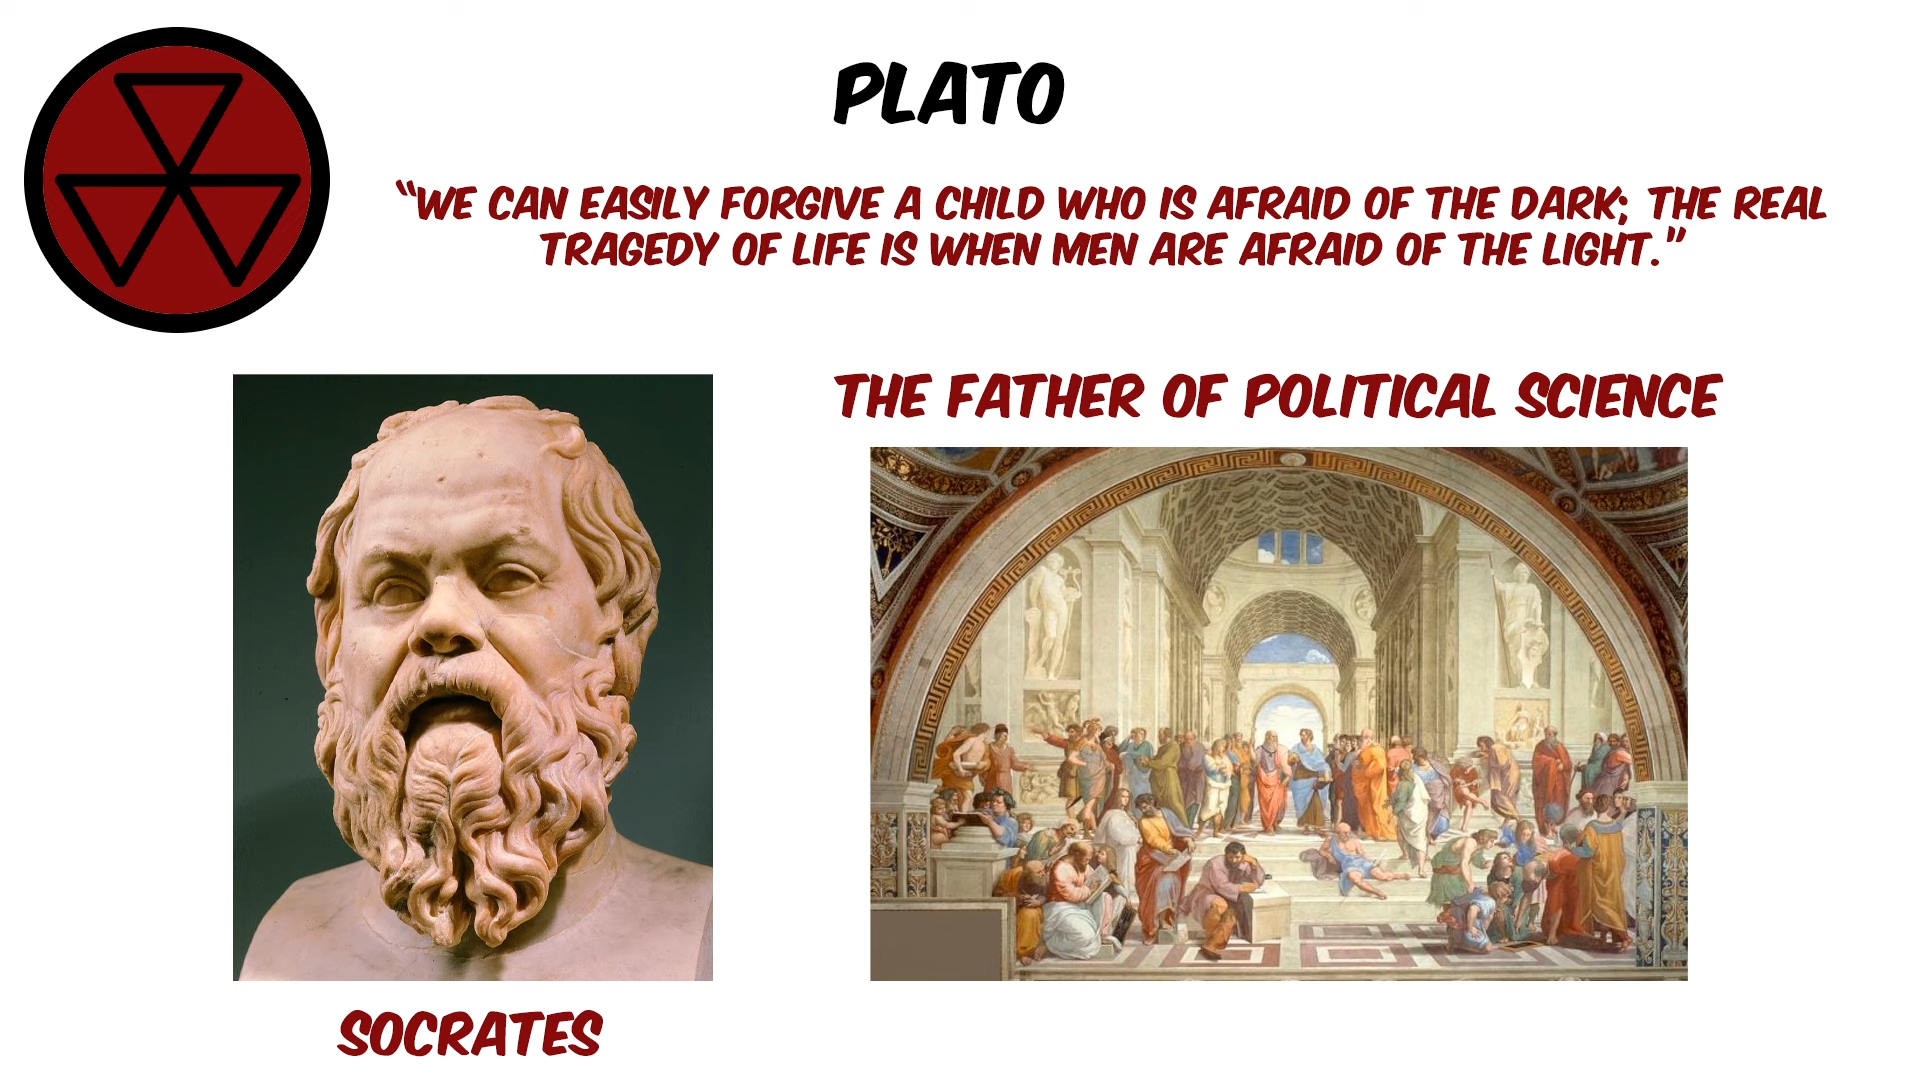 PLATO
"WE CAN EASILY FORGIVE A CHILD WHO IS AFRAID OF THE DARK; THE REAL
TRAGEDY OF LIFE IS WHEN MEN ARE AFRAID OF THE LIGHT."
THE FATHER OF POLITICAL SCIENCE
SOCRATES